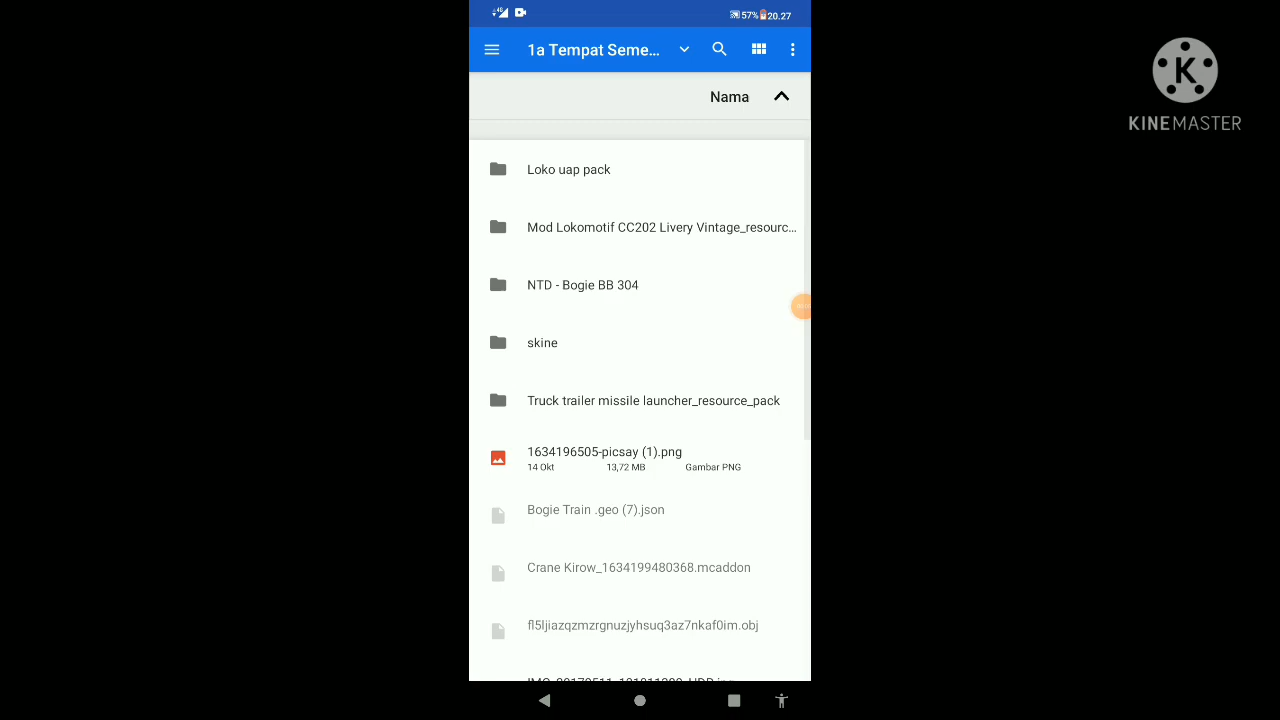 4G 57% 20.27
1a Tempat Seme...
Nama
Loko uap pack
Mod Lokomotif CC202 Livery Vintage_resourc...
NTD - Bogie BB 304
skine
Truck trailer missile launcher_resource_pack
1634196505-picsay (1).png
14 Okt 13,72 MB Gambar PNG
Bogie Train .geo (7).json
Crane Kirow_1634199480368.mcaddon
fl5ljiazqzmzrgnuzjyhsuq3az7nkaf0im.obj
K
KINEMASTER